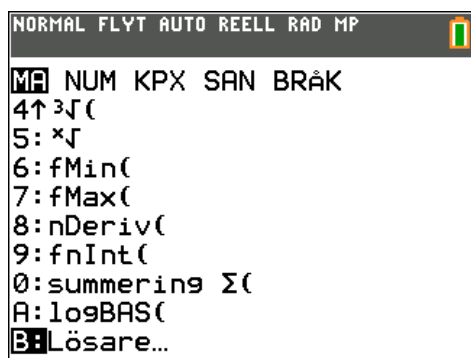 NORMAL FLYT AUTO REELL RAD MP
MA NUM KPX SAN BRÅK
4↑³√(
5:ˣ√
6:fMin(
7:fMax(
8:nDeriv(
9:fnInt(
0:summering Σ(
A:logBAS(
B:Lösare…